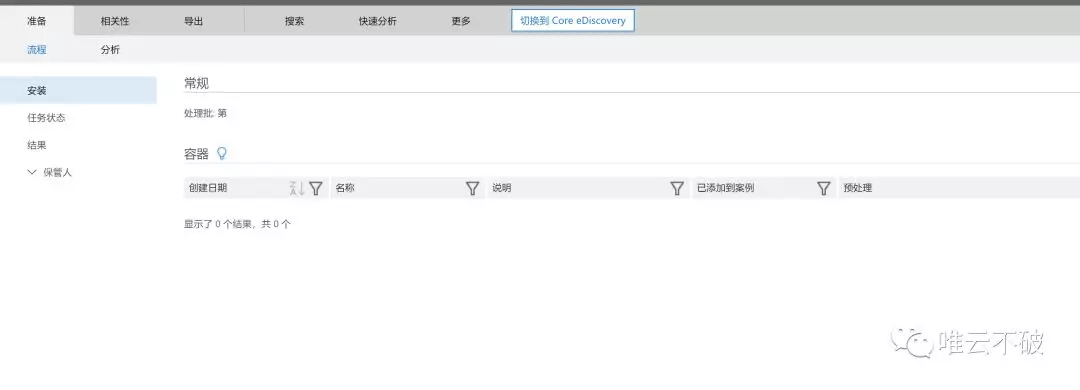 准备 相关性 导出 搜索 快速分析 更多 切换到 Core eDiscovery
流程 分析
安装
任务状态
结果
保管人
常规
处理批: 第
容器
创建日期 名称 说明 已添加到案例 预处理
显示了 0 个结果，共 0 个
唯云不破